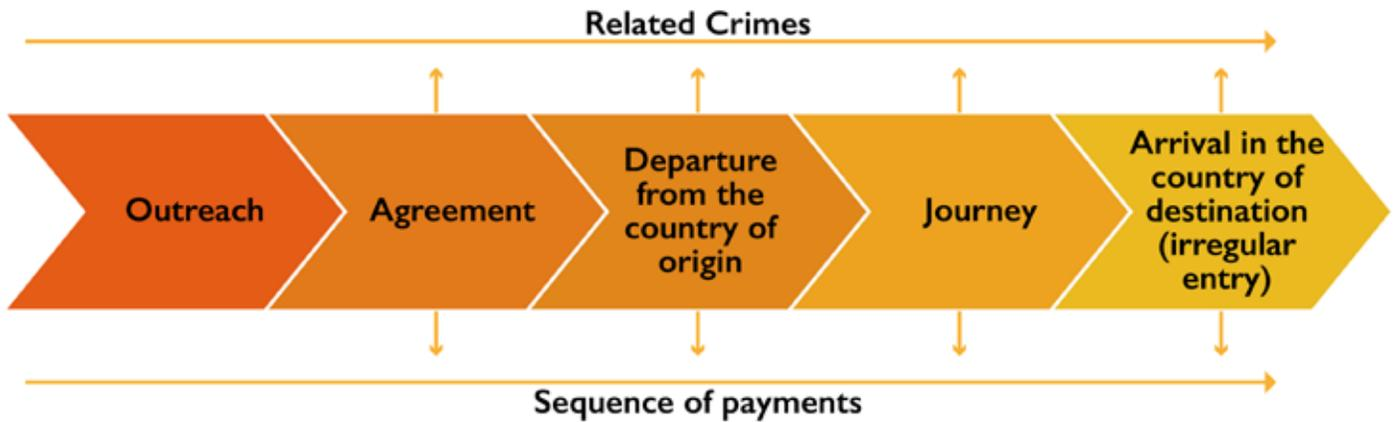 Related Crimes
Outreach
Agreement
Departure
from the
country of
origin
Journey
Arrival in the
country of
destination
(irregular
entry)
Sequence of payments